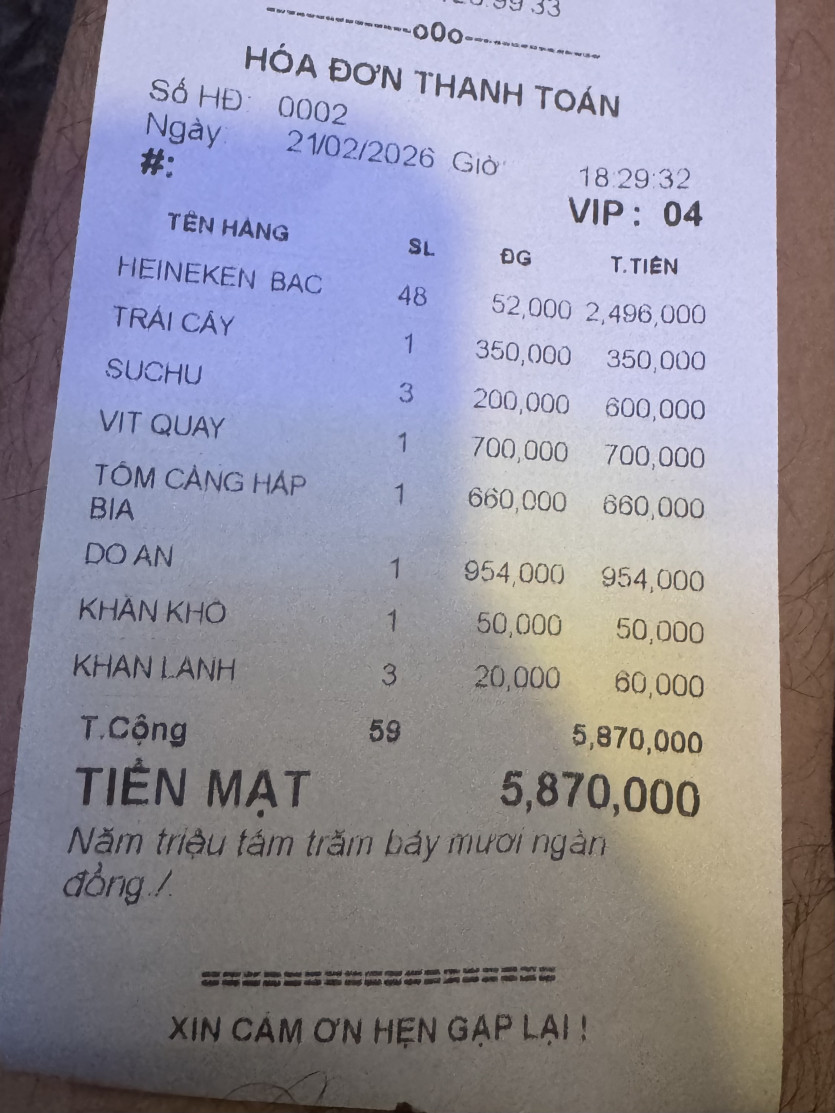 -----------------oOo----------------
HÓA ĐƠN THANH TOÁN
Số HĐ: 0002
Ngày: 21/02/2026 Giờ: 18:29:32
#: VIP : 04
TÊN HÀNG SL ĐG T.TIỀN
HEINEKEN BAC 48 52,000 2,496,000
TRÁI CÂY 1 350,000 350,000
SUCHU 3 200,000 600,000
VIT QUAY 1 700,000 700,000
TÔM CÀNG HẤP 1 660,000 660,000
BIA
DO AN 1 954,000 954,000
KHĂN KHÔ 1 50,000 50,000
KHAN LANH 3 20,000 60,000
T.Cộng 59 5,870,000
TIỀN MẶT 5,870,000
Năm triệu tám trăm bảy mươi ngàn
đồng./.
==================
XIN CẢM ƠN HẸN GẶP LẠI !